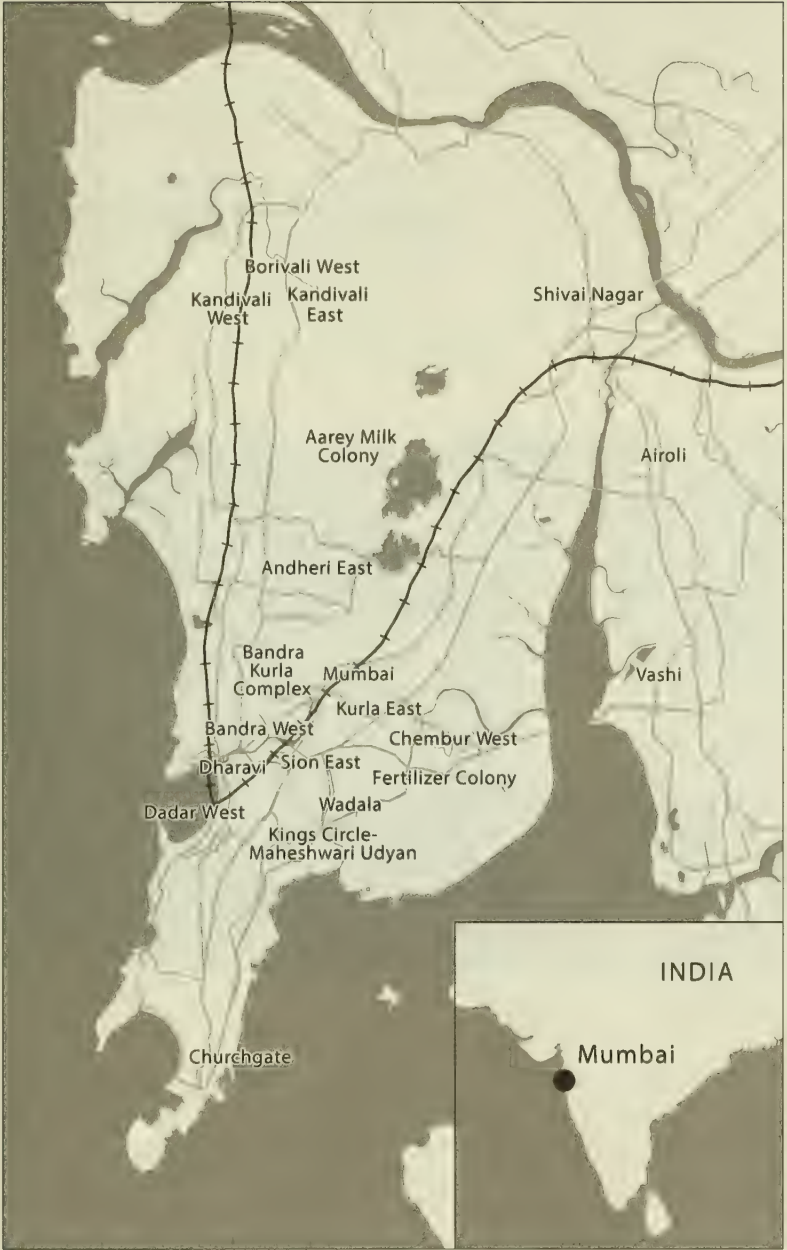 Borivali West
Kandivali
West
Kandivali
East
Shivai Nagar
Aarey Milk
Colony
Airoli
Andheri East
Bandra
Kurla
Complex
Mumbai
Vashi
Kurla East
Bandra West
Chembur West
Dharavi
Sion East
Fertilizer Colony
Dadar West
Wadala
Kings Circle-
Maheshwari Udyan
Churchgate
INDIA
Mumbai